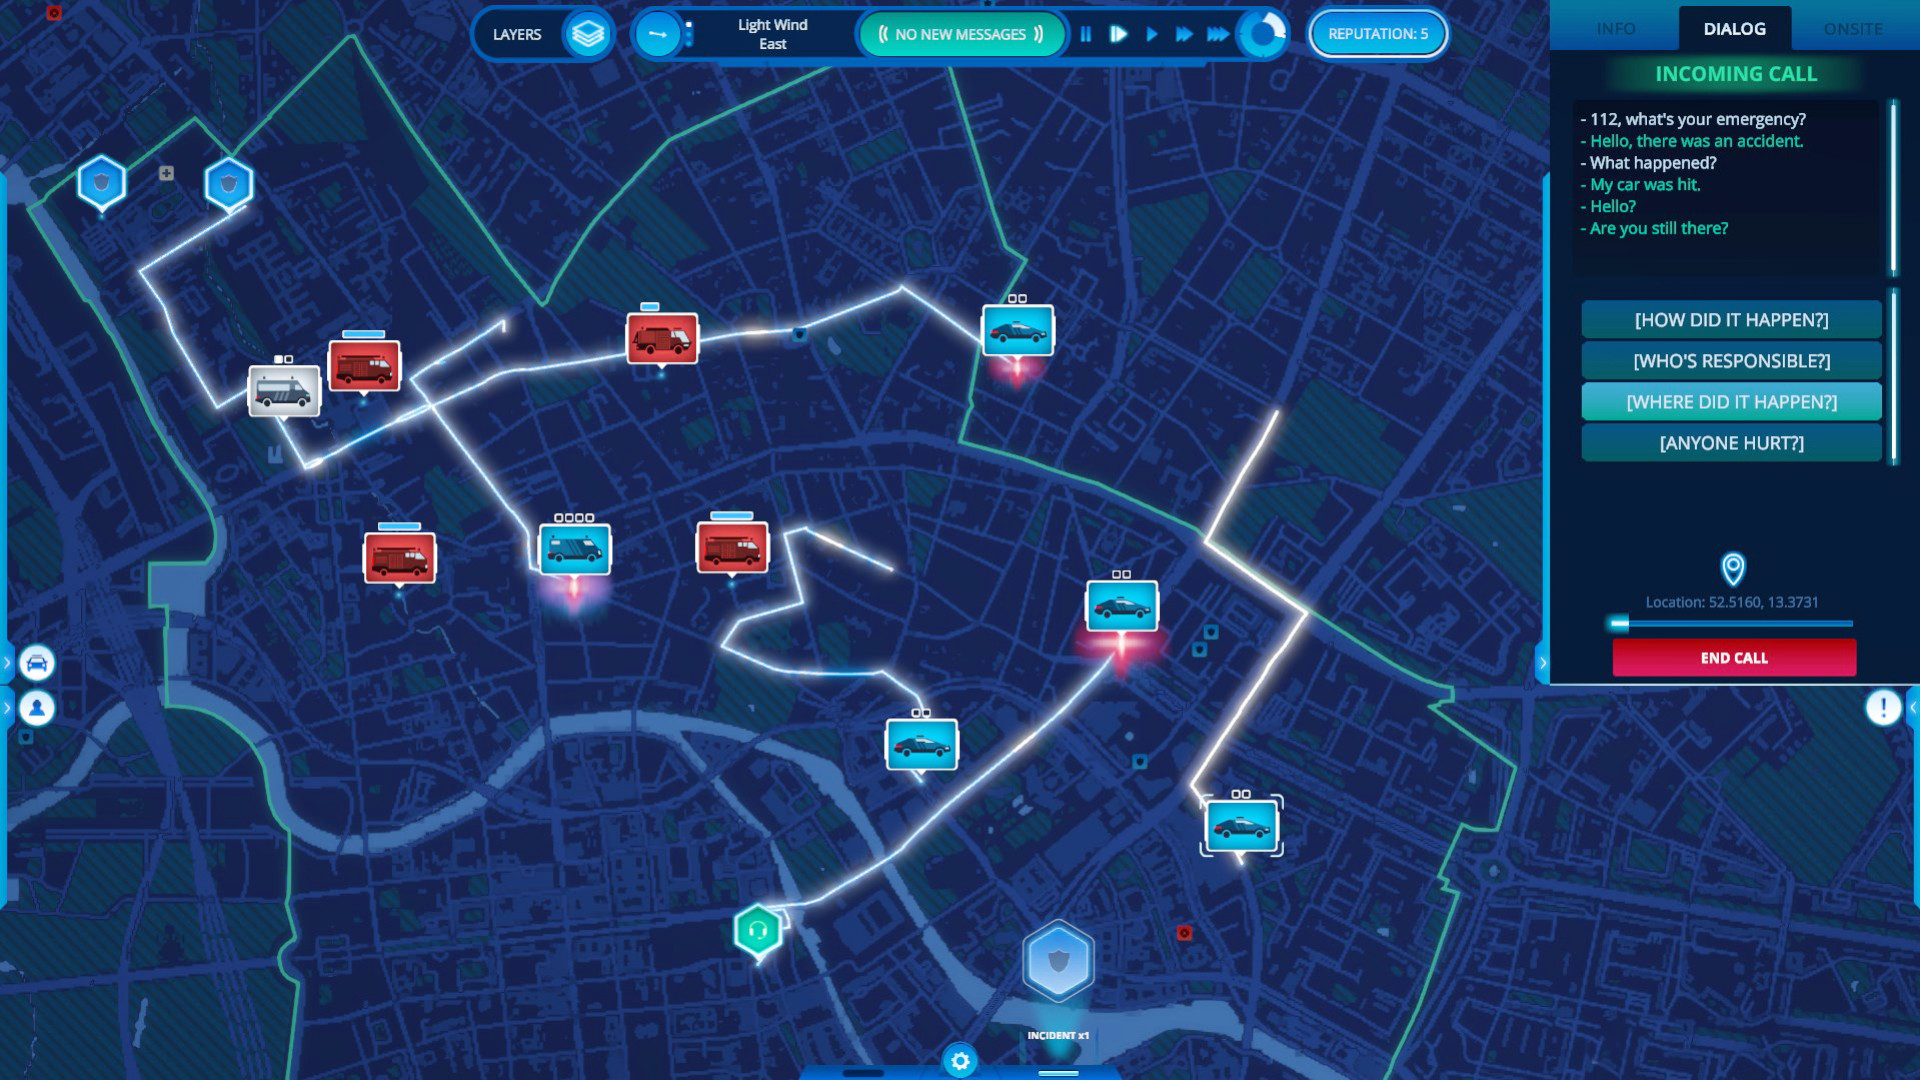 LAYERS
Light Wind
East
(( NO NEW MESSAGES ))
REPUTATION: 5
INFO
DIALOG
ONSITE
INCOMING CALL
- 112, what's your emergency?
- Hello, there was an accident.
- What happened?
- My car was hit.
- Hello?
- Are you still there?
[HOW DID IT HAPPEN?]
[WHO'S RESPONSIBLE?]
[WHERE DID IT HAPPEN?]
[ANYONE HURT?]
Location: 52.5160, 13.3731
END CALL
!
INCIDENT x1